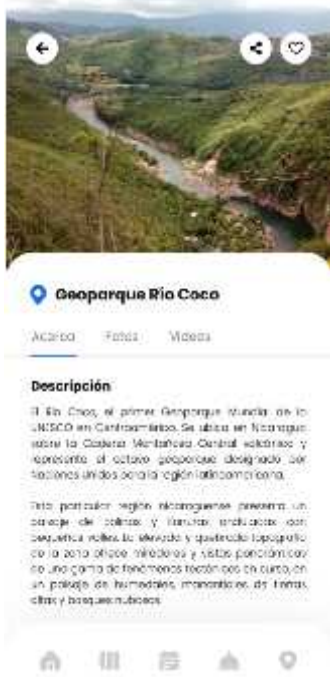 Geoparque Río Coco
Acerca Fotos Videos
Descripción
El Río Coco, el primer Geoparque Mundial de la
UNESCO en Centroamérica. Se ubica en Nicaragua
sobre la Cadena Montañosa Central volcánica y
representa el octavo geoparque designado por
Naciones Unidas para la región latinoamericana.
Esta particular región nicaragüense presenta un
paisaje de colinas y llanuras onduladas con
pequeños valles. La elevada y quebrada topografía
de la zona ofrece miradores y vistas panorámicas
de una gama de fenómenos tectónicos en curso, en
un paisaje de humedales, manantiales de tierras
altas y bosques nubosos.